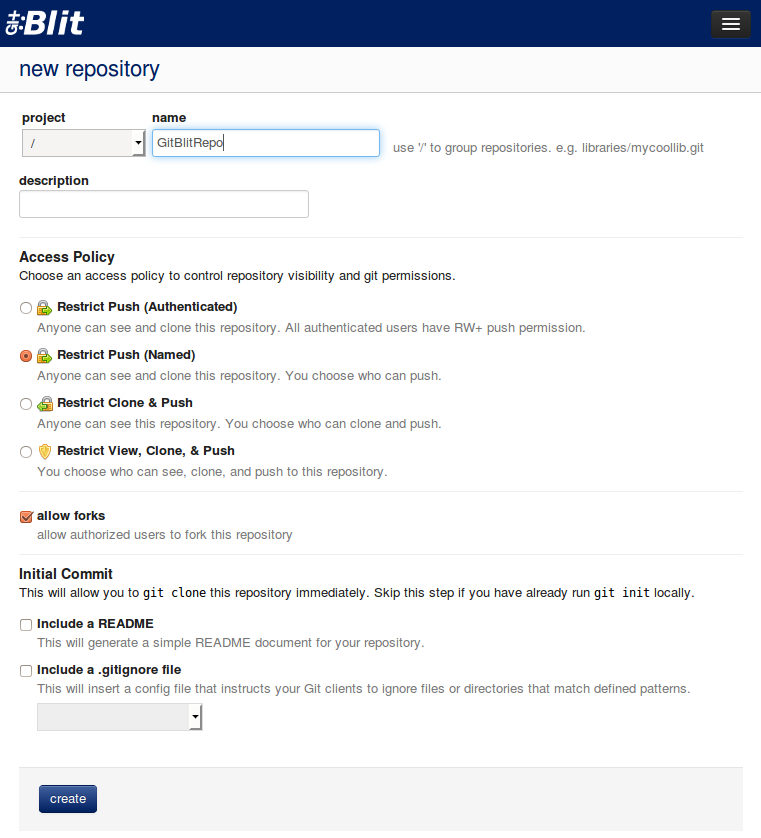 Git:Blit
new repository
project name
/ GitBlitRepo use '/' to group repositories. e.g. libraries/mycoollib.git
description
Access Policy
Choose an access policy to control repository visibility and git permissions.
Restrict Push (Authenticated)
Anyone can see and clone this repository. All authenticated users have RW+ push permission.
Restrict Push (Named)
Anyone can see and clone this repository. You choose who can push.
Restrict Clone & Push
Anyone can see this repository. You choose who can clone and push.
Restrict View, Clone, & Push
You choose who can see, clone, and push to this repository.
allow forks
allow authorized users to fork this repository
Initial Commit
This will allow you to git clone this repository immediately. Skip this step if you have already run git init locally.
Include a README
This will generate a simple README document for your repository.
Include a .gitignore file
This will insert a config file that instructs your Git clients to ignore files or directories that match defined patterns.
create